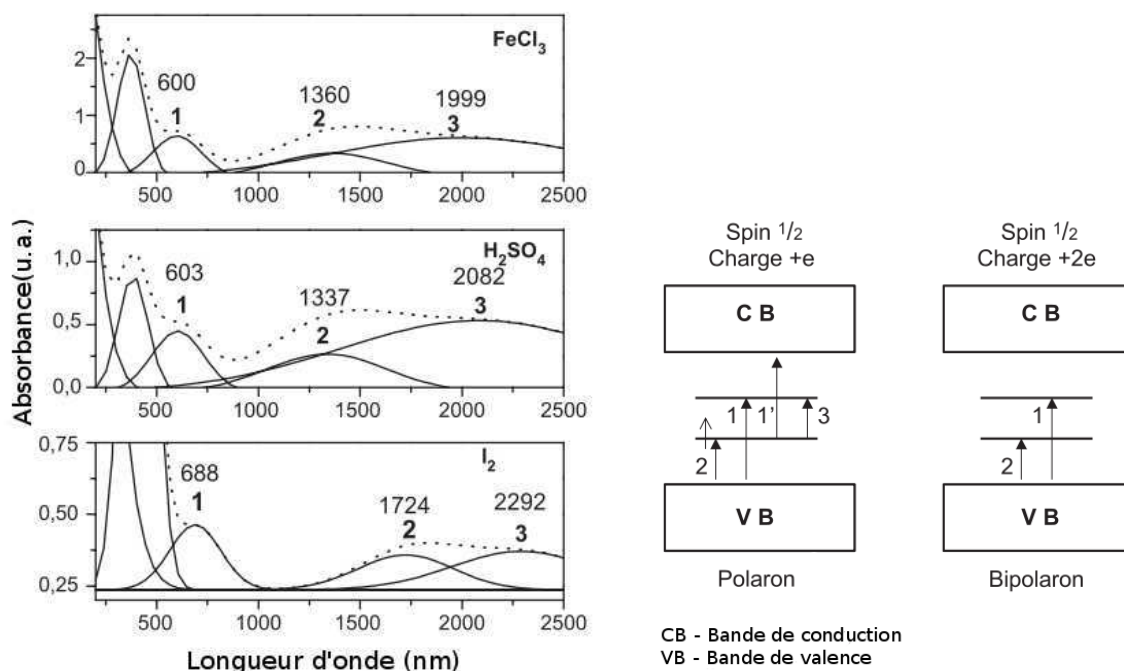 FeCl3
2
1
0
600
1
1360
2
1999
3
500 1000 1500 2000 2500
H2SO4
1,0
0,5
0,0
603
1
1337
2
2082
3
500 1000 1500 2000 2500
I2
0,75
0,50
0,25
688
1
1724
2
2292
3
500 1000 1500 2000 2500
Absorbance(u.a.)
Longueur d'onde (nm)
Spin 1/2
Charge +e
C B
1 1' 3
2
V B
Polaron
Spin 1/2
Charge +2e
C B
1
2
V B
Bipolaron
CB - Bande de conduction
VB - Bande de valence